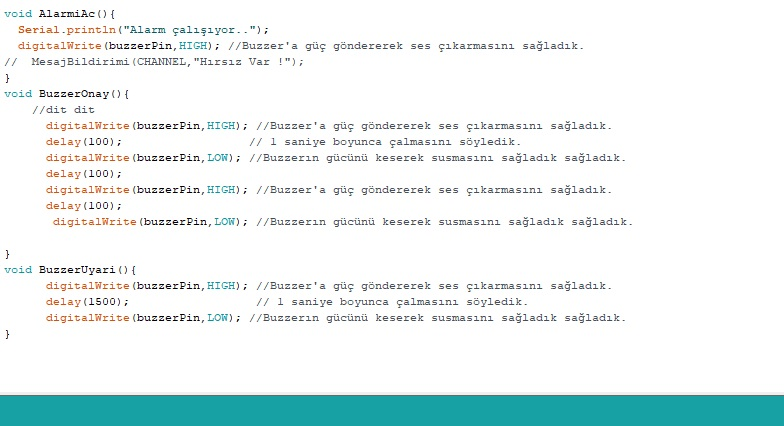 void AlarmiAc(){
  Serial.println("Alarm çalışıyor..");
  digitalWrite(buzzerPin,HIGH); //Buzzer'a güç göndererek ses çıkarmasını sağladık.
//  MesajBildirimi(CHANNEL,"Hırsız Var !");
}
void BuzzerOnay(){
    //dit dit
      digitalWrite(buzzerPin,HIGH); //Buzzer'a güç göndererek ses çıkarmasını sağladık.
      delay(100);                  // 1 saniye boyunca çalmasını söyledik.
      digitalWrite(buzzerPin,LOW); //Buzzerın gücünü keserek susmasını sağladık sağladık.
      delay(100);
      digitalWrite(buzzerPin,HIGH); //Buzzer'a güç göndererek ses çıkarmasını sağladık.
      delay(100);
       digitalWrite(buzzerPin,LOW); //Buzzerın gücünü keserek susmasını sağladık sağladık.
}
void BuzzerUyari(){
      digitalWrite(buzzerPin,HIGH); //Buzzer'a güç göndererek ses çıkarmasını sağladık.
      delay(1500);                  // 1 saniye boyunca çalmasını söyledik.
      digitalWrite(buzzerPin,LOW); //Buzzerın gücünü keserek susmasını sağladık sağladık.
}